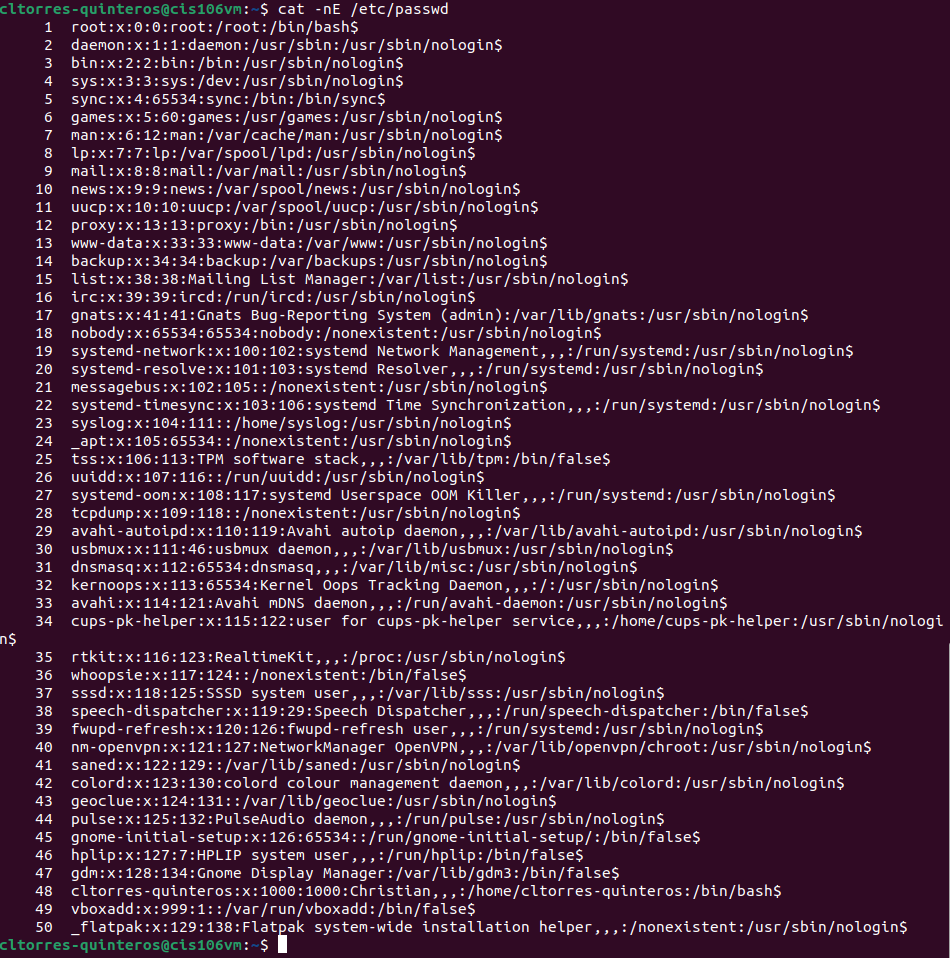 cltorres-quinteros@cis106vm:~$ cat -nE /etc/passwd
     1  root:x:0:0:root:/root:/bin/bash$
     2  daemon:x:1:1:daemon:/usr/sbin:/usr/sbin/nologin$
     3  bin:x:2:2:bin:/bin:/usr/sbin/nologin$
     4  sys:x:3:3:sys:/dev:/usr/sbin/nologin$
     5  sync:x:4:65534:sync:/bin:/bin/sync$
     6  games:x:5:60:games:/usr/games:/usr/sbin/nologin$
     7  man:x:6:12:man:/var/cache/man:/usr/sbin/nologin$
     8  lp:x:7:7:lp:/var/spool/lpd:/usr/sbin/nologin$
     9  mail:x:8:8:mail:/var/mail:/usr/sbin/nologin$
    10  news:x:9:9:news:/var/spool/news:/usr/sbin/nologin$
    11  uucp:x:10:10:uucp:/var/spool/uucp:/usr/sbin/nologin$
    12  proxy:x:13:13:proxy:/bin:/usr/sbin/nologin$
    13  www-data:x:33:33:www-data:/var/www:/usr/sbin/nologin$
    14  backup:x:34:34:backup:/var/backups:/usr/sbin/nologin$
    15  list:x:38:38:Mailing List Manager:/var/list:/usr/sbin/nologin$
    16  irc:x:39:39:ircd:/run/ircd:/usr/sbin/nologin$
    17  gnats:x:41:41:Gnats Bug-Reporting System (admin):/var/lib/gnats:/usr/sbin/nologin$
    18  nobody:x:65534:65534:nobody:/nonexistent:/usr/sbin/nologin$
    19  systemd-network:x:100:102:systemd Network Management,,,:/run/systemd:/usr/sbin/nologin$
    20  systemd-resolve:x:101:103:systemd Resolver,,,:/run/systemd:/usr/sbin/nologin$
    21  messagebus:x:102:105::/nonexistent:/usr/sbin/nologin$
    22  systemd-timesync:x:103:106:systemd Time Synchronization,,,:/run/systemd:/usr/sbin/nologin$
    23  syslog:x:104:111::/home/syslog:/usr/sbin/nologin$
    24  _apt:x:105:65534::/nonexistent:/usr/sbin/nologin$
    25  tss:x:106:113:TPM software stack,,,:/var/lib/tpm:/bin/false$
    26  uuidd:x:107:116::/run/uuidd:/usr/sbin/nologin$
    27  systemd-oom:x:108:117:systemd Userspace OOM Killer,,,:/run/systemd:/usr/sbin/nologin$
    28  tcpdump:x:109:118::/nonexistent:/usr/sbin/nologin$
    29  avahi-autoipd:x:110:119:Avahi autoip daemon,,,:/var/lib/avahi-autoipd:/usr/sbin/nologin$
    30  usbmux:x:111:46:usbmux daemon,,,:/var/lib/usbmux:/usr/sbin/nologin$
    31  dnsmasq:x:112:65534:dnsmasq,,,:/var/lib/misc:/usr/sbin/nologin$
    32  kernoops:x:113:65534:Kernel Oops Tracking Daemon,,,:/:/usr/sbin/nologin$
    33  avahi:x:114:121:Avahi mDNS daemon,,,:/run/avahi-daemon:/usr/sbin/nologin$
    34  cups-pk-helper:x:115:122:user for cups-pk-helper service,,,:/home/cups-pk-helper:/usr/sbin/nologi
n$
    35  rtkit:x:116:123:RealtimeKit,,,:/proc:/usr/sbin/nologin$
    36  whoopsie:x:117:124::/nonexistent:/bin/false$
    37  sssd:x:118:125:SSSD system user,,,:/var/lib/sss:/usr/sbin/nologin$
    38  speech-dispatcher:x:119:29:Speech Dispatcher,,,:/run/speech-dispatcher:/bin/false$
    39  fwupd-refresh:x:120:126:fwupd-refresh user,,,:/run/systemd:/usr/sbin/nologin$
    40  nm-openvpn:x:121:127:NetworkManager OpenVPN,,,:/var/lib/openvpn/chroot:/usr/sbin/nologin$
    41  saned:x:122:129::/var/lib/saned:/usr/sbin/nologin$
    42  colord:x:123:130:colord colour management daemon,,,:/var/lib/colord:/usr/sbin/nologin$
    43  geoclue:x:124:131::/var/lib/geoclue:/usr/sbin/nologin$
    44  pulse:x:125:132:PulseAudio daemon,,,:/run/pulse:/usr/sbin/nologin$
    45  gnome-initial-setup:x:126:65534::/run/gnome-initial-setup/:/bin/false$
    46  hplip:x:127:7:HPLIP system user,,,:/run/hplip:/bin/false$
    47  gdm:x:128:134:Gnome Display Manager:/var/lib/gdm3:/bin/false$
    48  cltorres-quinteros:x:1000:1000:Christian,,,:/home/cltorres-quinteros:/bin/bash$
    49  vboxadd:x:999:1::/var/run/vboxadd:/bin/false$
    50  _flatpak:x:129:138:Flatpak system-wide installation helper,,,:/nonexistent:/usr/sbin/nologin$
cltorres-quinteros@cis106vm:~$